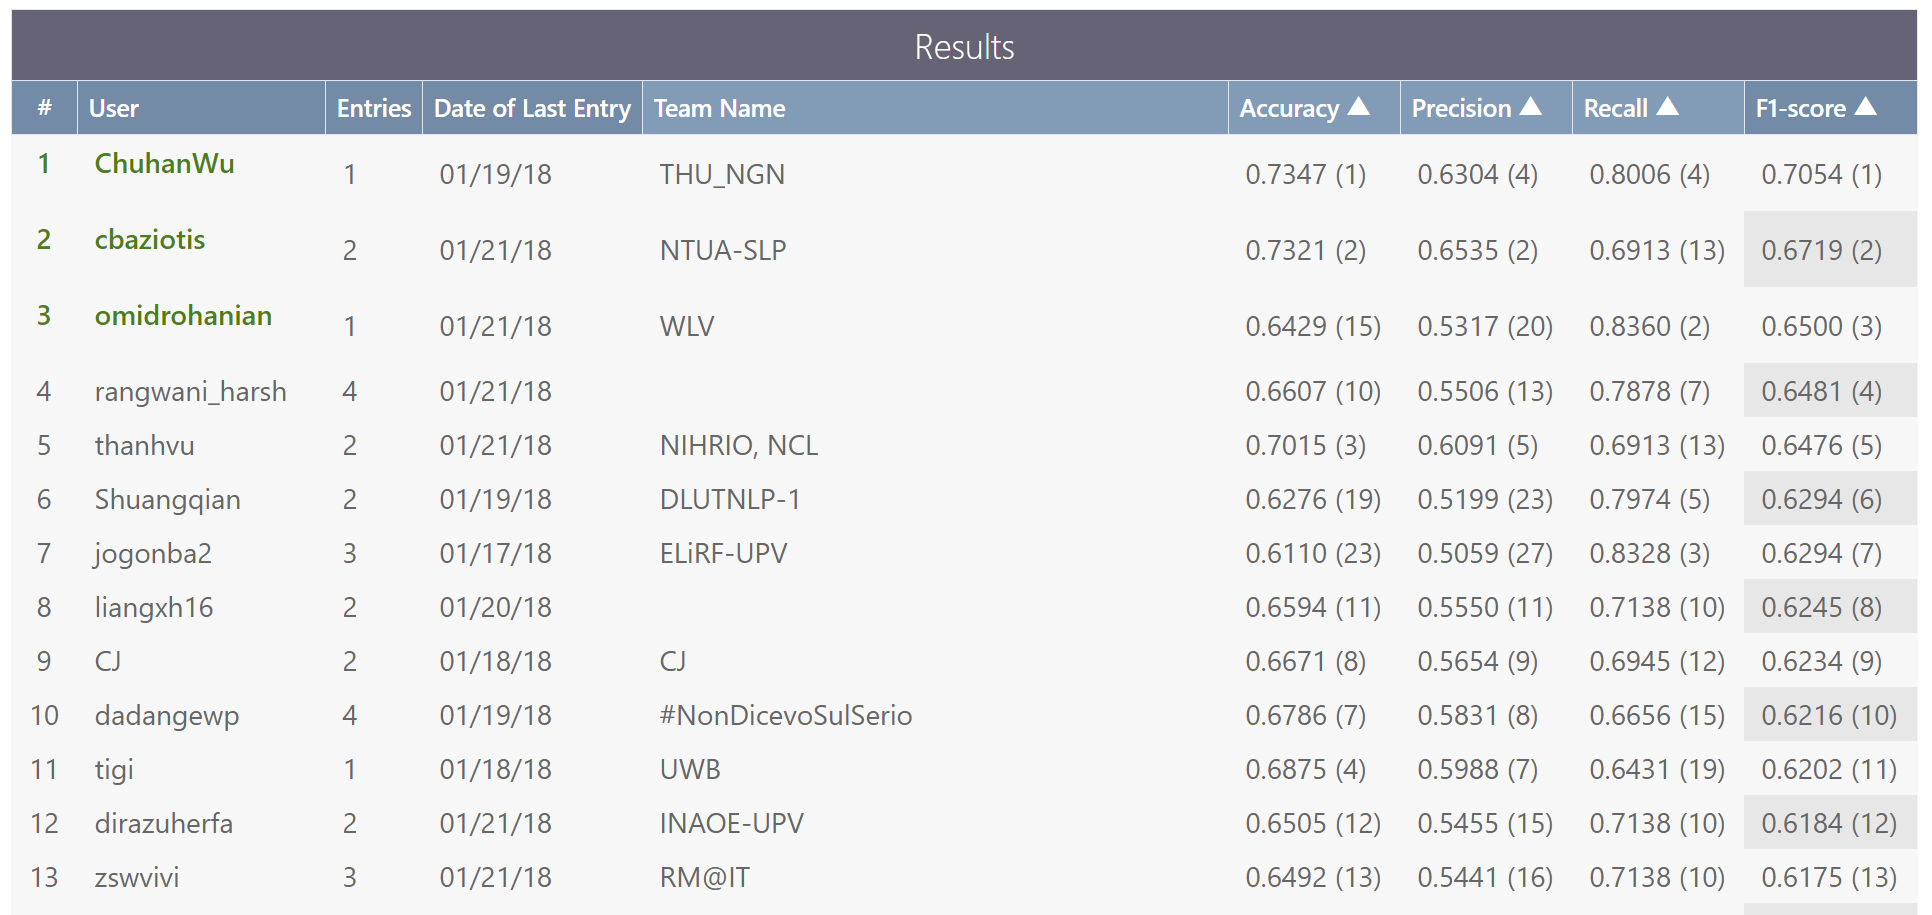 Results
# User Entries Date of Last Entry Team Name Accuracy ▲ Precision ▲ Recall ▲ F1-score ▲
1 ChuhanWu 1 01/19/18 THU_NGN 0.7347 (1) 0.6304 (4) 0.8006 (4) 0.7054 (1)
2 cbaziotis 2 01/21/18 NTUA-SLP 0.7321 (2) 0.6535 (2) 0.6913 (13) 0.6719 (2)
3 omidrohanian 1 01/21/18 WLV 0.6429 (15) 0.5317 (20) 0.8360 (2) 0.6500 (3)
4 rangwani_harsh 4 01/21/18 0.6607 (10) 0.5506 (13) 0.7878 (7) 0.6481 (4)
5 thanhvu 2 01/21/18 NIHRIO, NCL 0.7015 (3) 0.6091 (5) 0.6913 (13) 0.6476 (5)
6 Shuangqian 2 01/19/18 DLUTNLP-1 0.6276 (19) 0.5199 (23) 0.7974 (5) 0.6294 (6)
7 jogonba2 3 01/17/18 ELiRF-UPV 0.6110 (23) 0.5059 (27) 0.8328 (3) 0.6294 (7)
8 liangxh16 2 01/20/18 0.6594 (11) 0.5550 (11) 0.7138 (10) 0.6245 (8)
9 CJ 2 01/18/18 CJ 0.6671 (8) 0.5654 (9) 0.6945 (12) 0.6234 (9)
10 dadangewp 4 01/19/18 #NonDicevoSulSerio 0.6786 (7) 0.5831 (8) 0.6656 (15) 0.6216 (10)
11 tigi 1 01/18/18 UWB 0.6875 (4) 0.5988 (7) 0.6431 (19) 0.6202 (11)
12 dirazuherfa 2 01/21/18 INAOE-UPV 0.6505 (12) 0.5455 (15) 0.7138 (10) 0.6184 (12)
13 zswvivi 3 01/21/18 RM@IT 0.6492 (13) 0.5441 (16) 0.7138 (10) 0.6175 (13)